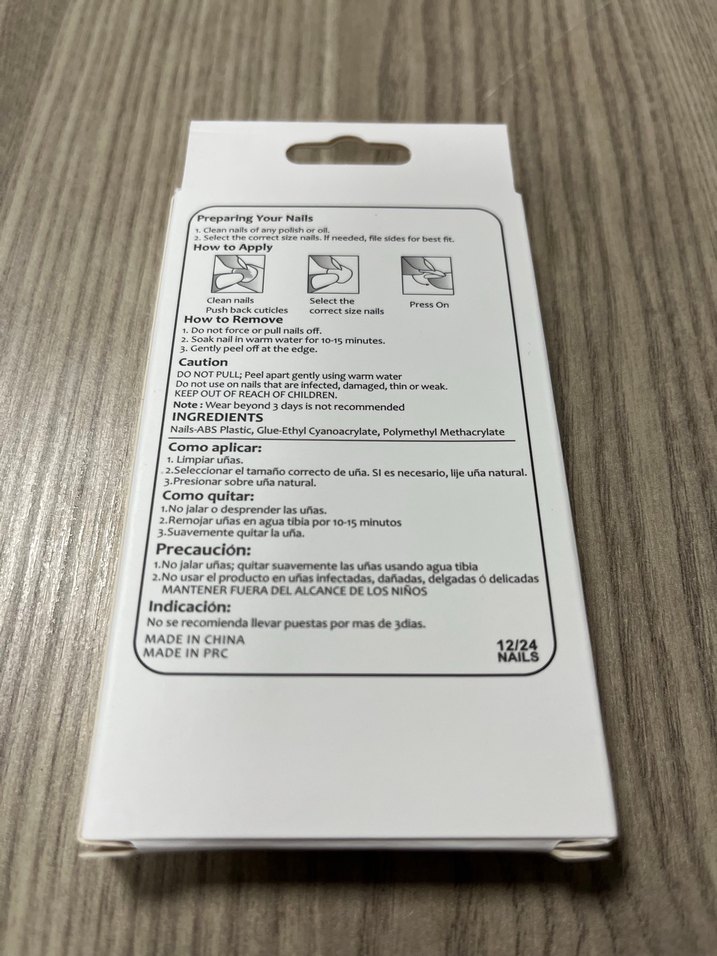 Preparing Your Nails
1. Clean nails of any polish or oil.
2. Select the correct size nails. If needed, file sides for best fit.
How to Apply
Clean nails
Push back cuticles
Select the
correct size nails
Press On
How to Remove
1. Do not force or pull nails off.
2. Soak nail in warm water for 10-15 minutes.
3. Gently peel off at the edge.
Caution
DO NOT PULL; Peel apart gently using warm water
Do not use on nails that are infected, damaged, thin or weak.
KEEP OUT OF REACH OF CHILDREN.
Note : Wear beyond 3 days is not recommended
INGREDIENTS
Nails-ABS Plastic, Glue-Ethyl Cyanoacrylate, Polymethyl Methacrylate
Como aplicar:
1. Limpiar uñas.
2.Seleccionar el tamaño correcto de uña. SI es necesario, lije uña natural.
3.Presionar sobre uña natural.
Como quitar:
1.No jalar o desprender las uñas.
2.Remojar uñas en agua tibia por 10-15 minutos
3.Suavemente quitar la uña.
Precaución:
1.No jalar uñas; quitar suavemente las uñas usando agua tibia
2.No usar el producto en uñas infectadas, dañadas, delgadas ó delicadas
MANTENER FUERA DEL ALCANCE DE LOS NIÑOS
Indicación:
No se recomienda llevar puestas por mas de 3dias.
MADE IN CHINA
MADE IN PRC
12/24
NAILS